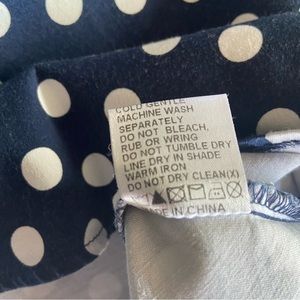 COLD GENTLE
MACHINE WASH
SEPARATELY
DO NOT BLEACH,
RUB OR WRING
DO NOT TUMBLE DRY
LINE DRY IN SHADE
WARM IRON
DO NOT DRY CLEAN(X)
IN CHINA